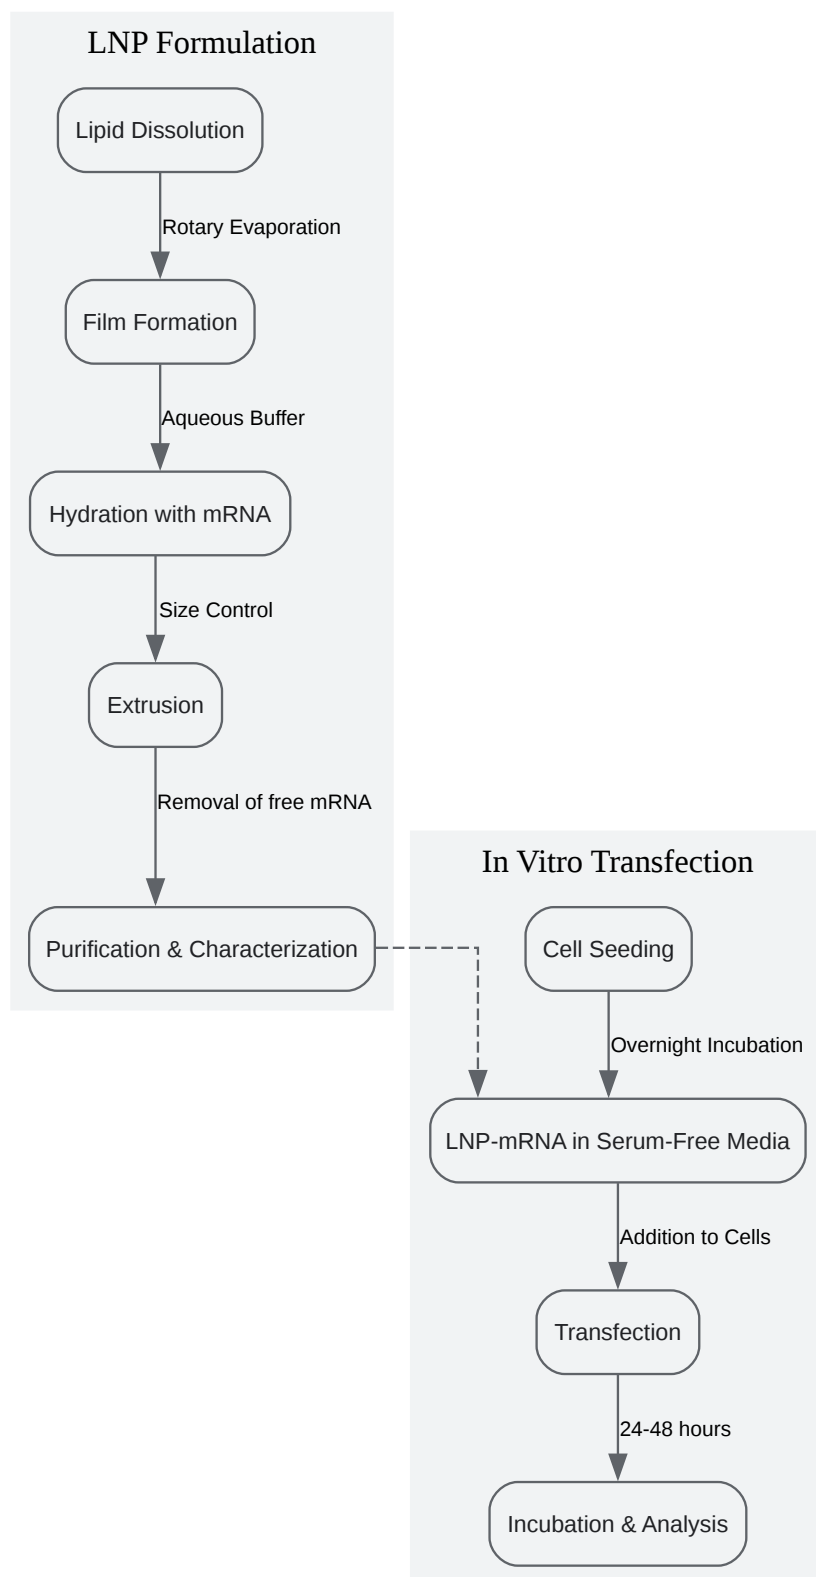 LNP Formulation
Lipid Dissolution
Rotary Evaporation
Film Formation
Aqueous Buffer
Hydration with mRNA
Size Control
Extrusion
Removal of free mRNA
Purification & Characterization
In Vitro Transfection
Cell Seeding
Overnight Incubation
LNP-mRNA in Serum-Free Media
Addition to Cells
Transfection
24-48 hours
Incubation & Analysis